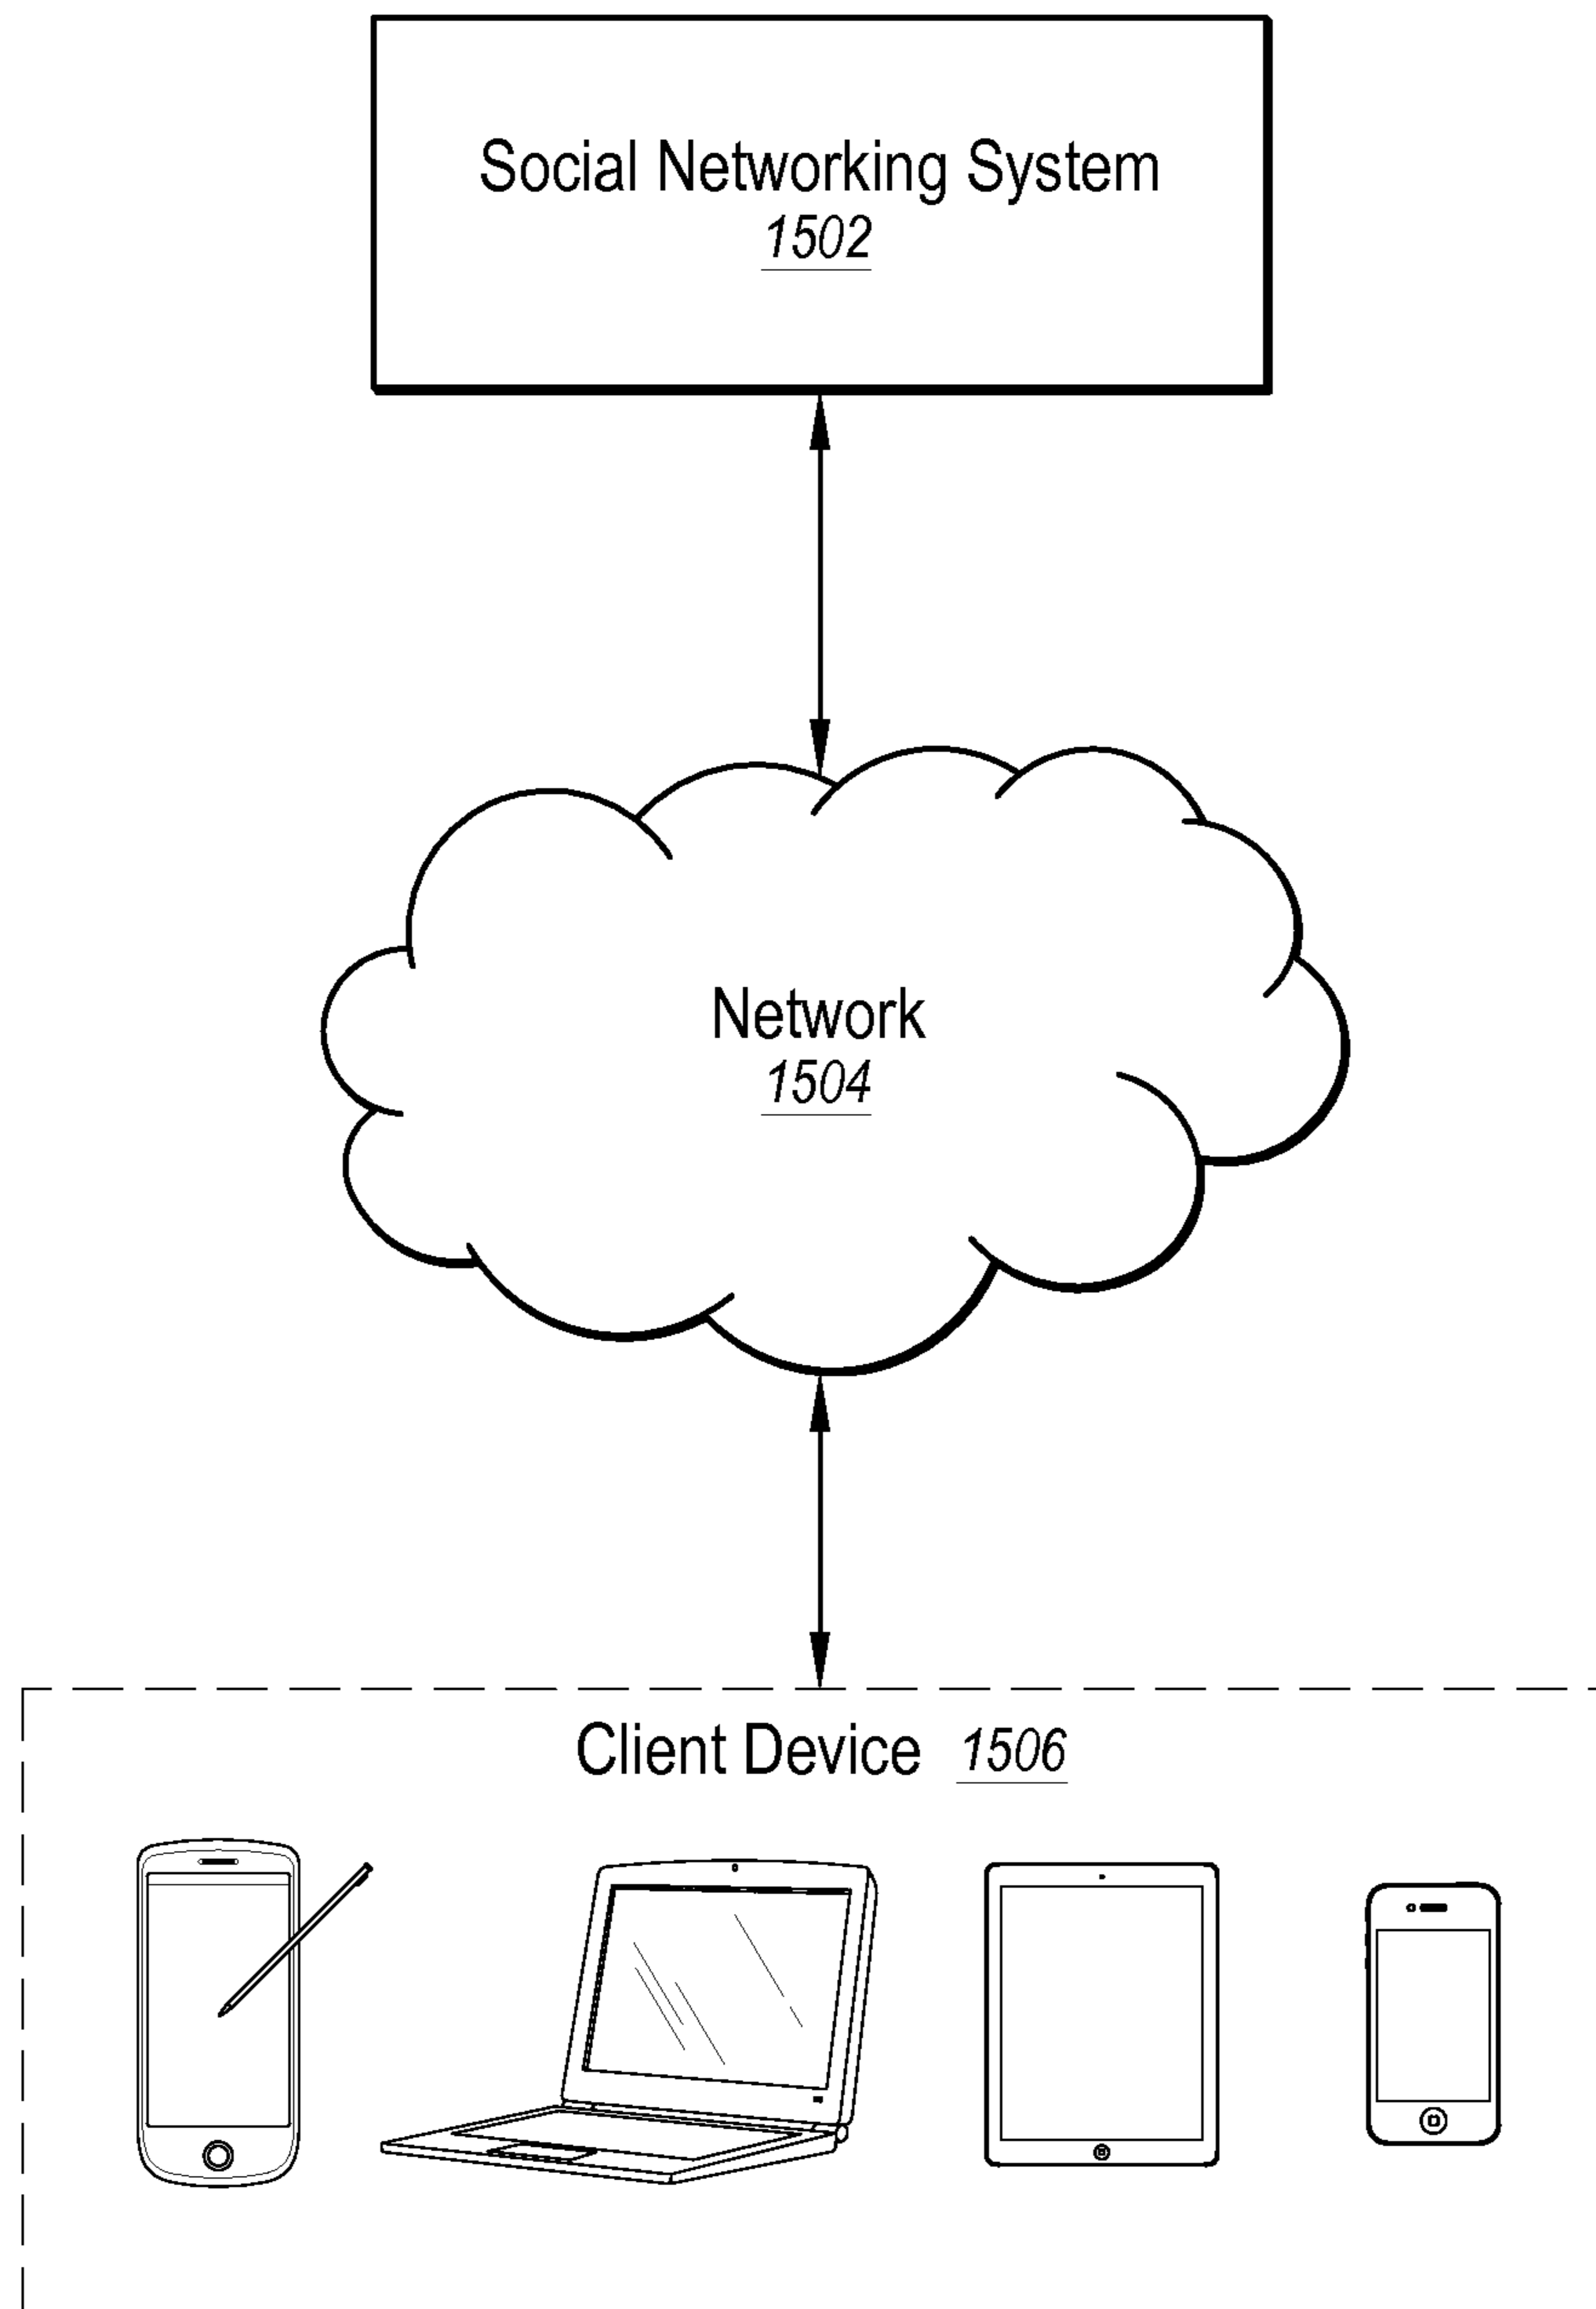 Social Networking System
1502
Network
1504
Client Device 1506